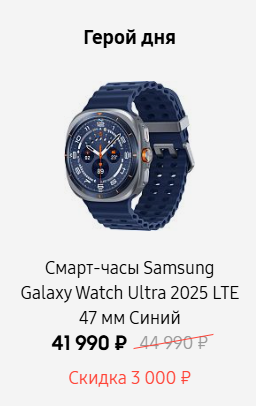 Герой дня
Смарт-часы Samsung
Galaxy Watch Ultra 2025 LTE
47 мм Синий
41 990 ₽ 44 990 ₽
Скидка 3 000 ₽